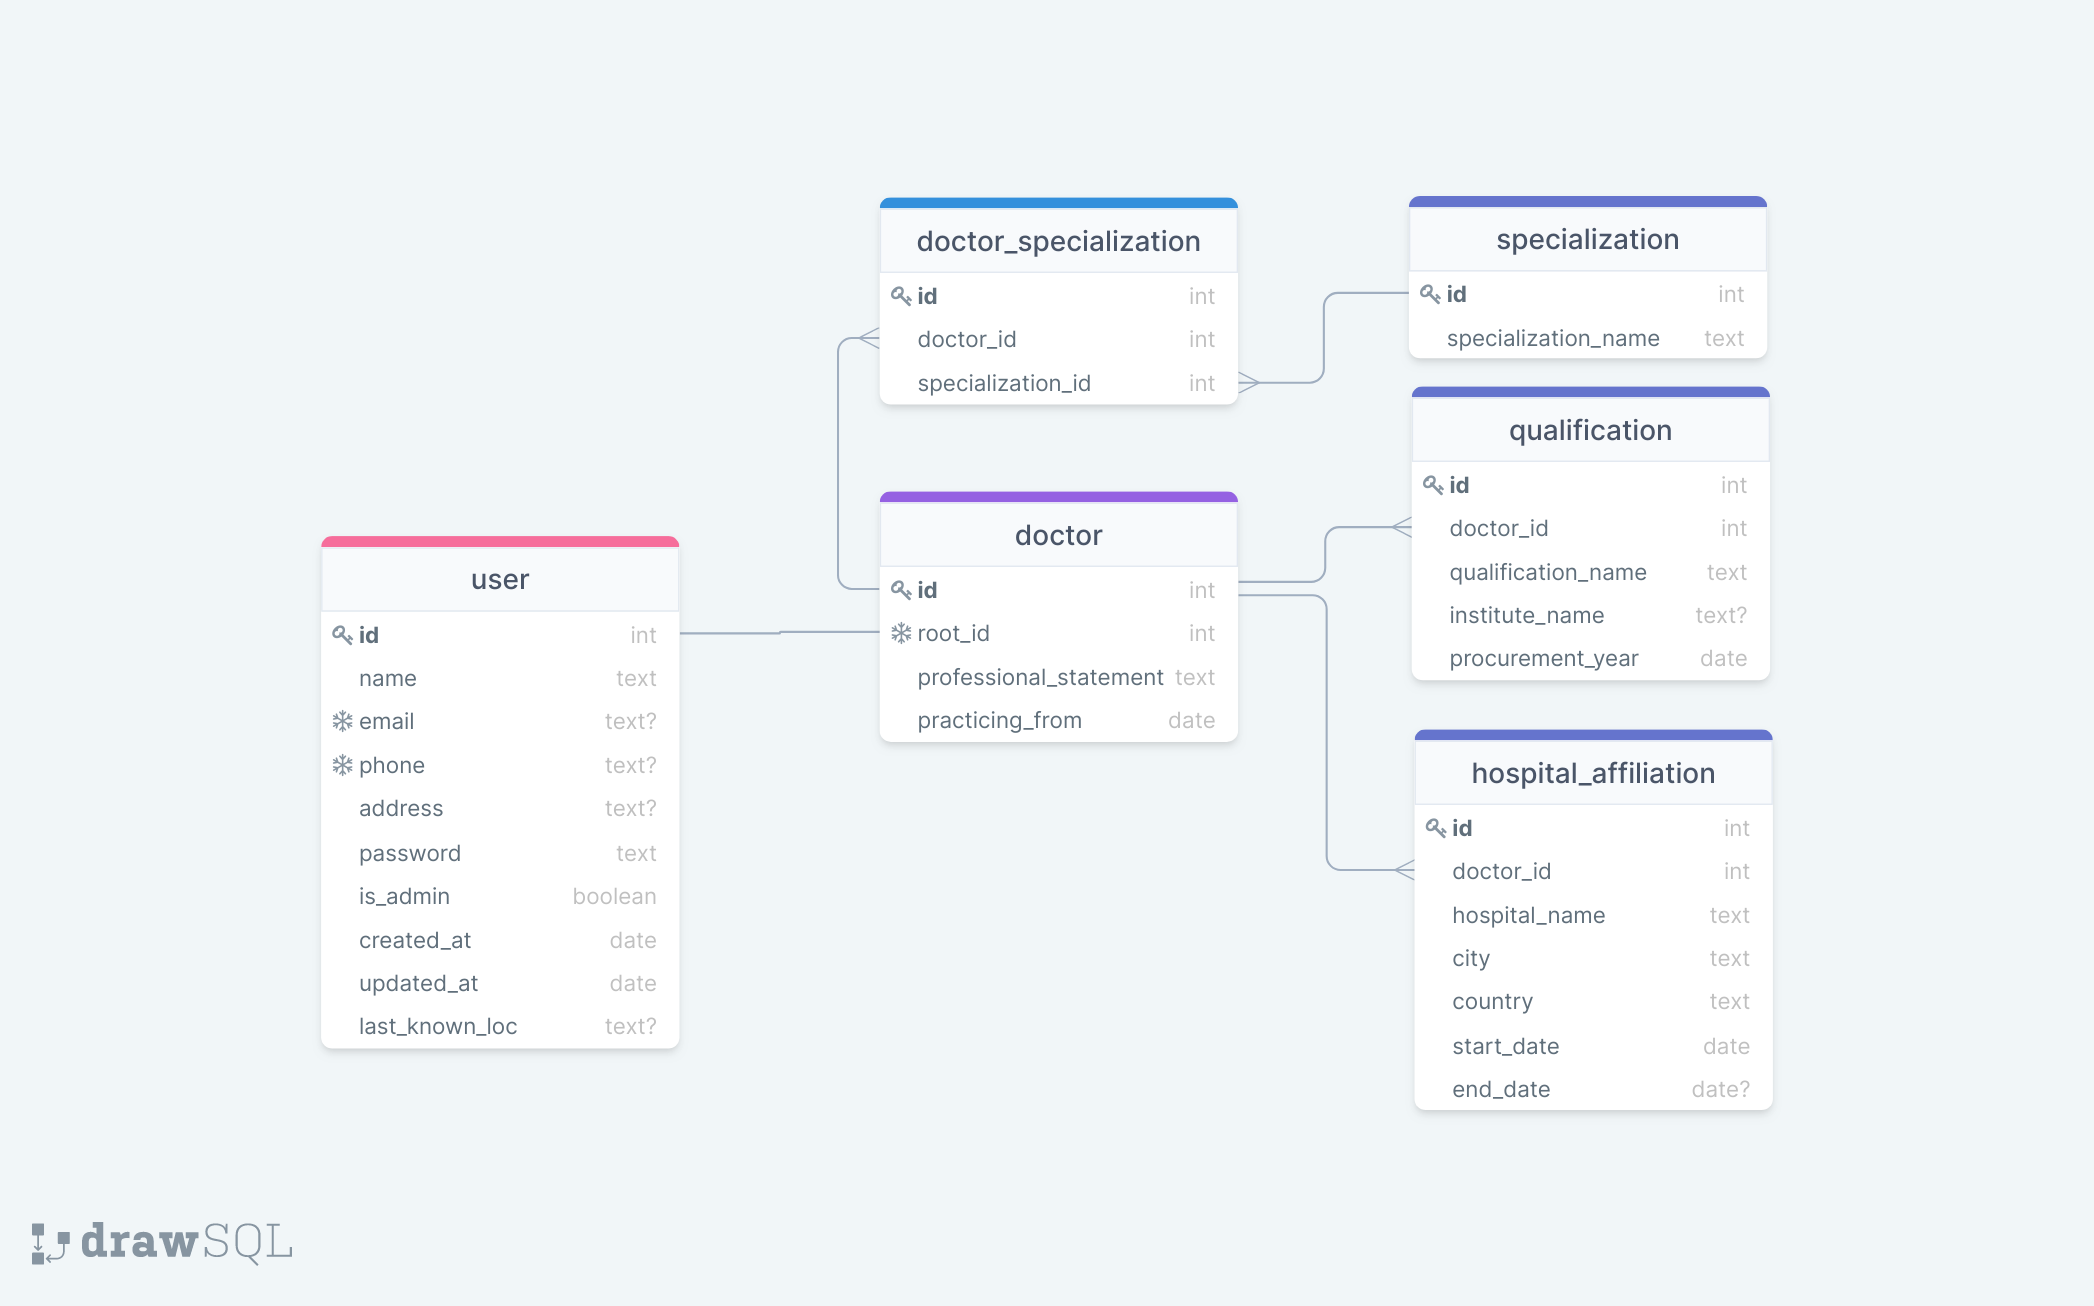 doctor_specialization
id int
doctor_id int
specialization_id int
specialization
id int
specialization_name text
qualification
id int
doctor_id int
qualification_name text
institute_name text?
procurement_year date
doctor
id int
root_id int
professional_statement text
practicing_from date
user
id int
name text
email text?
phone text?
address text?
password text
is_admin boolean
created_at date
updated_at date
last_known_loc text?
hospital_affiliation
id int
doctor_id int
hospital_name text
city text
country text
start_date date
end_date date?
drawSQL